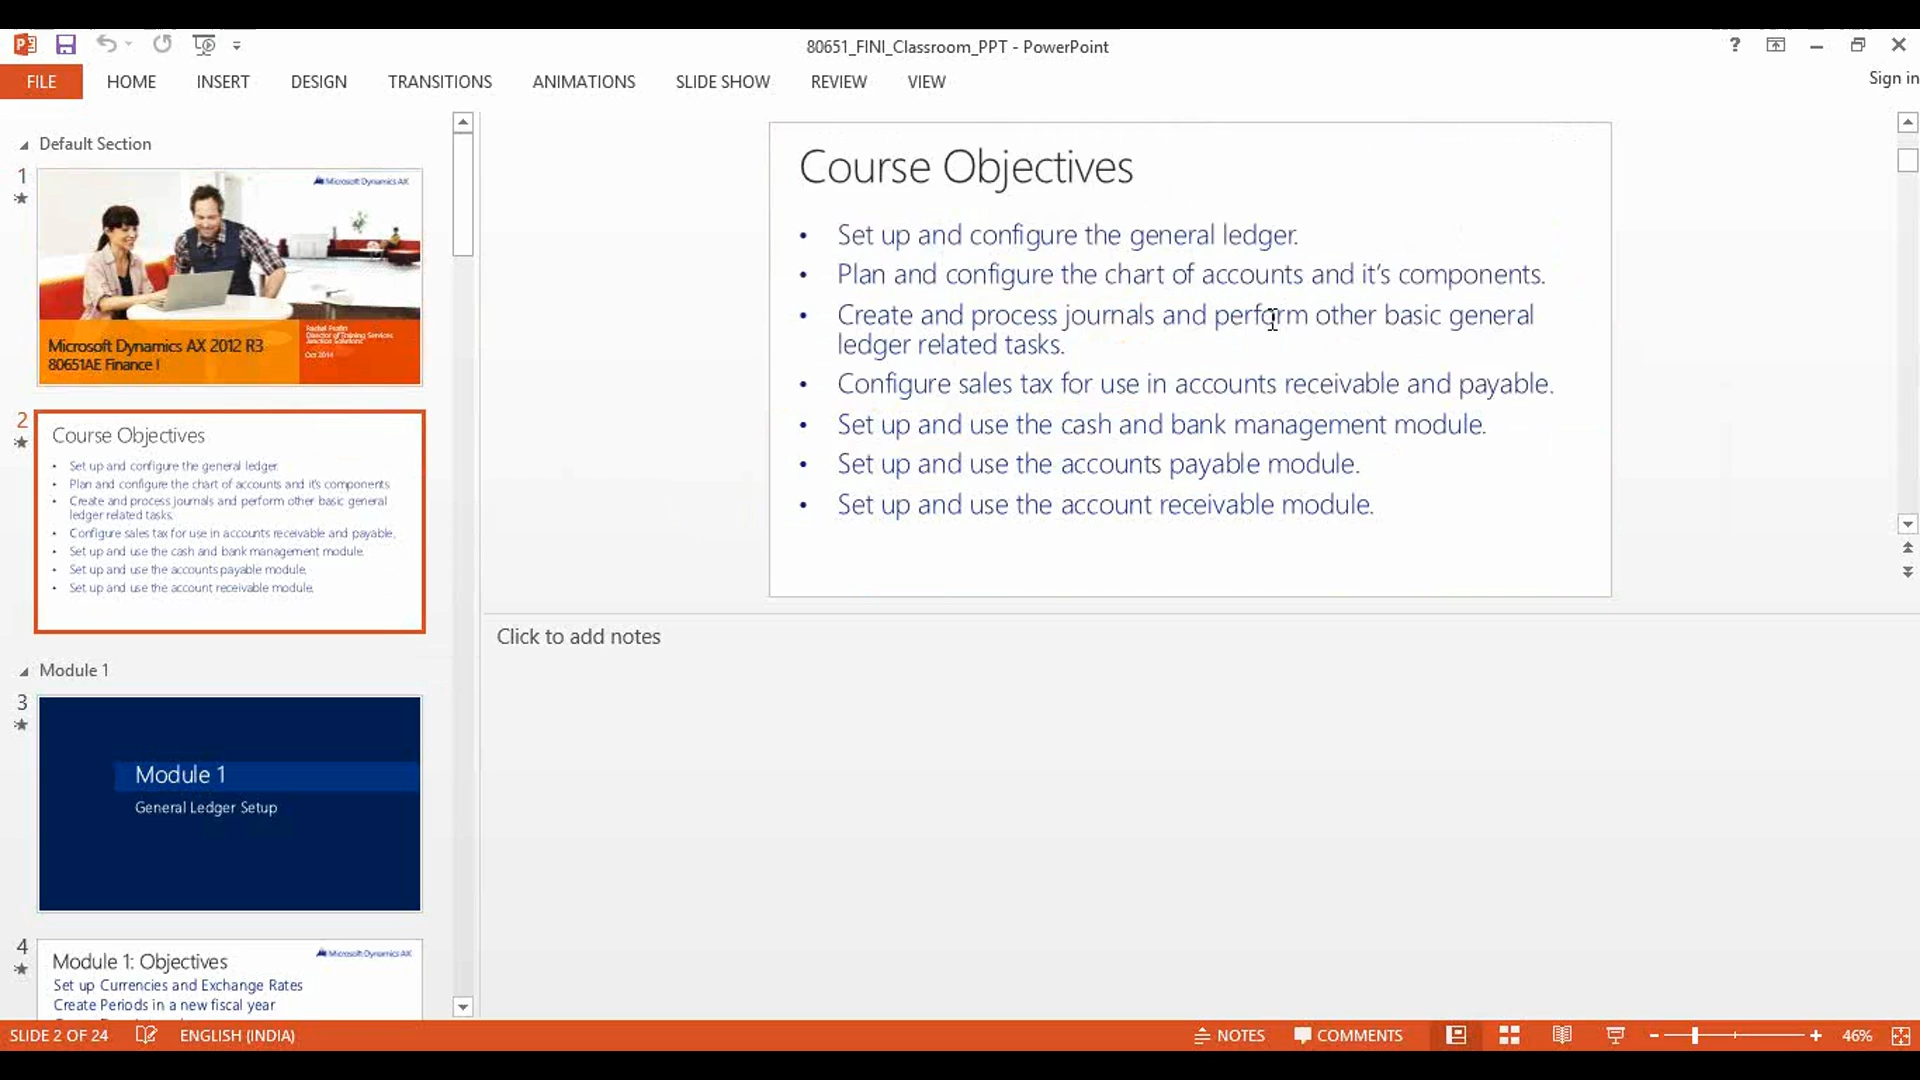 80651_FINI_Classroom_PPT - PowerPoint
?
FILE
HOME
INSERT
DESIGN
TRANSITIONS
ANIMATIONS
SLIDE SHOW
REVIEW
VIEW
Sign in
Default Section
1
Microsoft Dynamics AX
Microsoft Dynamics AX 2012 R3
80651AE Finance I
Director of Training Services
Junction Solutions
Oct 2014
2
Course Objectives
• Set up and configure the general ledger.
• Plan and configure the chart of accounts and it's components.
• Create and process journals and perform other basic general
ledger related tasks.
• Configure sales tax for use in accounts receivable and payable.
• Set up and use the cash and bank management module.
• Set up and use the accounts payable module.
• Set up and use the account receivable module.
Module 1
3
Module 1
General Ledger Setup
4
Microsoft Dynamics AX
Module 1: Objectives
Set up Currencies and Exchange Rates
Create Periods in a new fiscal year
Course Objectives
• Set up and configure the general ledger.
• Plan and configure the chart of accounts and it's components.
• Create and process journals and perform other basic general
ledger related tasks.
• Configure sales tax for use in accounts receivable and payable.
• Set up and use the cash and bank management module.
• Set up and use the accounts payable module.
• Set up and use the account receivable module.
Click to add notes
SLIDE 2 OF 24
ENGLISH (INDIA)
NOTES
COMMENTS
46%